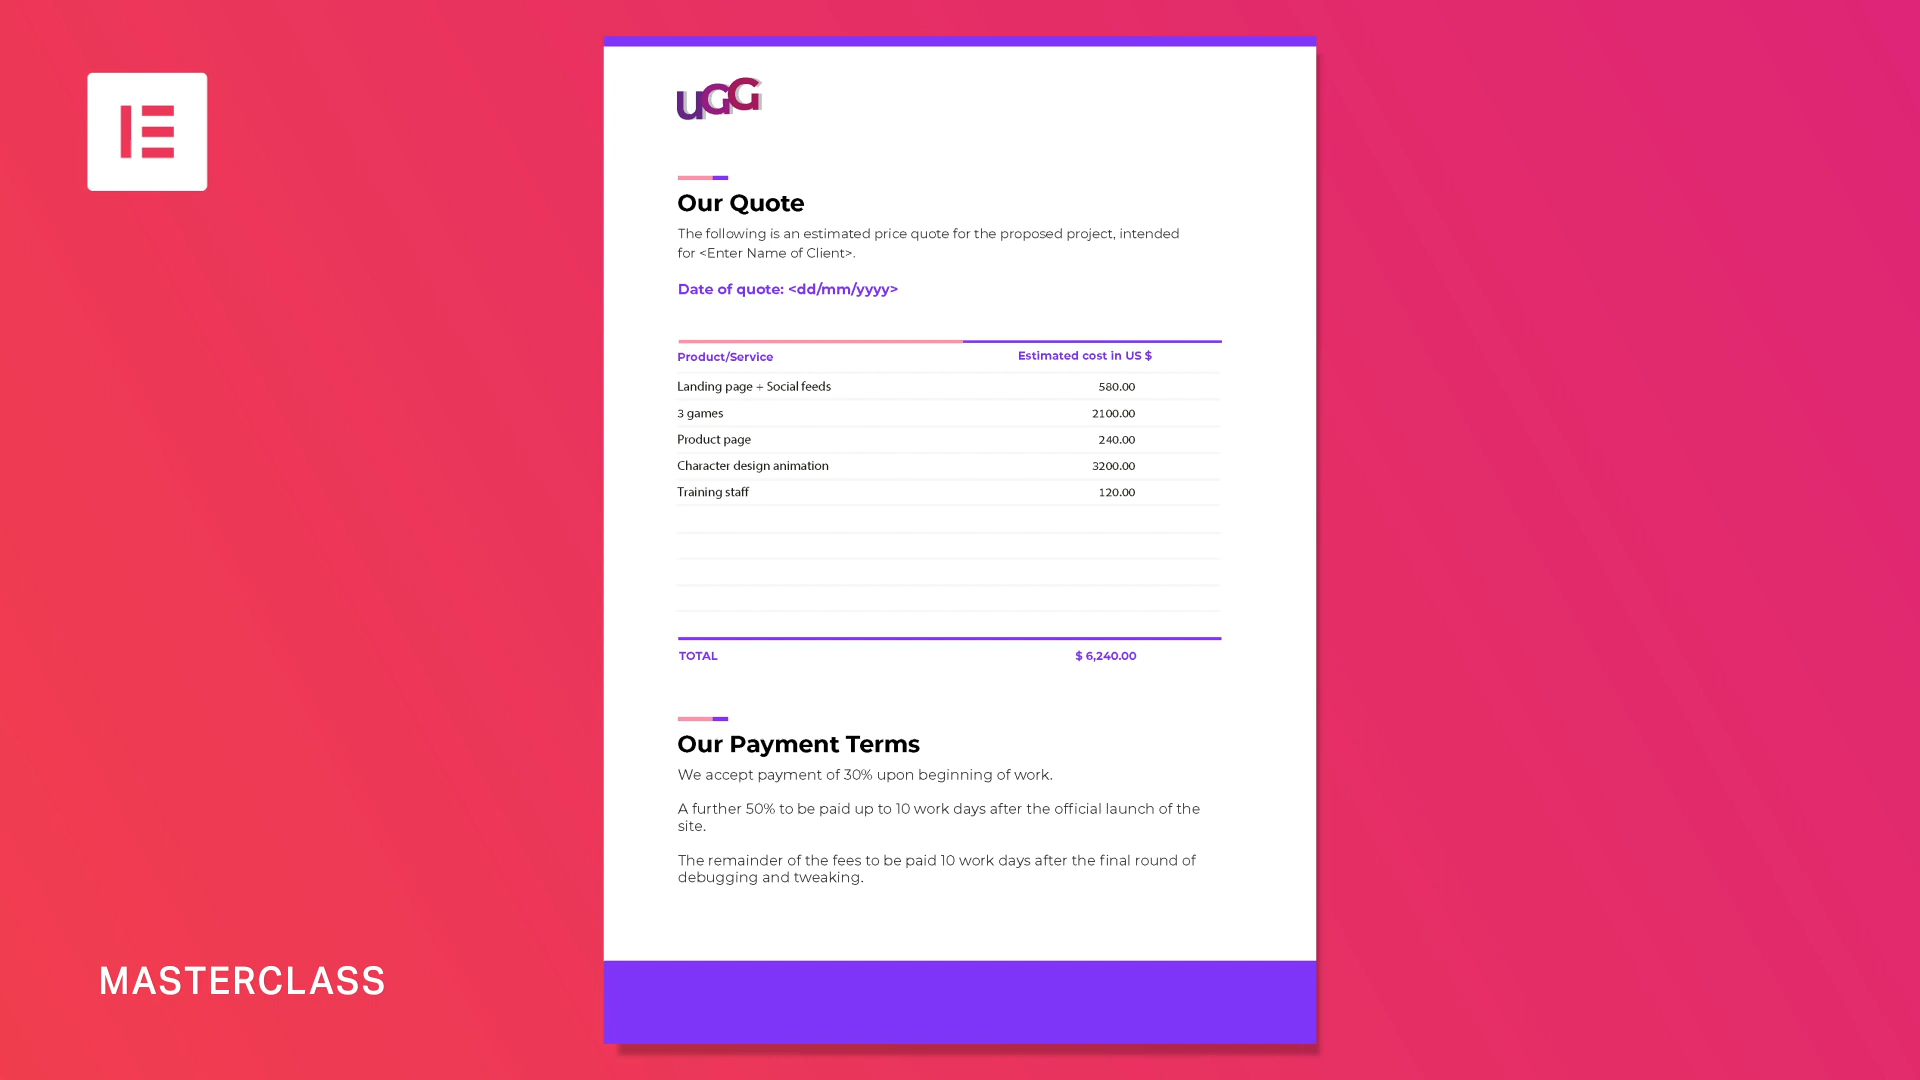 uGG
Our Quote
The following is an estimated price quote for the proposed project, intended
for <Enter Name of Client>.
Date of quote: <dd/mm/yyyy>
Product/Service Estimated cost in US $
Landing page + Social feeds 580.00
3 games 2100.00
Product page 240.00
Character design animation 3200.00
Training staff 120.00
TOTAL $ 6,240.00
Our Payment Terms
We accept payment of 30% upon beginning of work.
A further 50% to be paid up to 10 work days after the official launch of the
site.
The remainder of the fees to be paid 10 work days after the final round of
debugging and tweaking.
MASTERCLASS